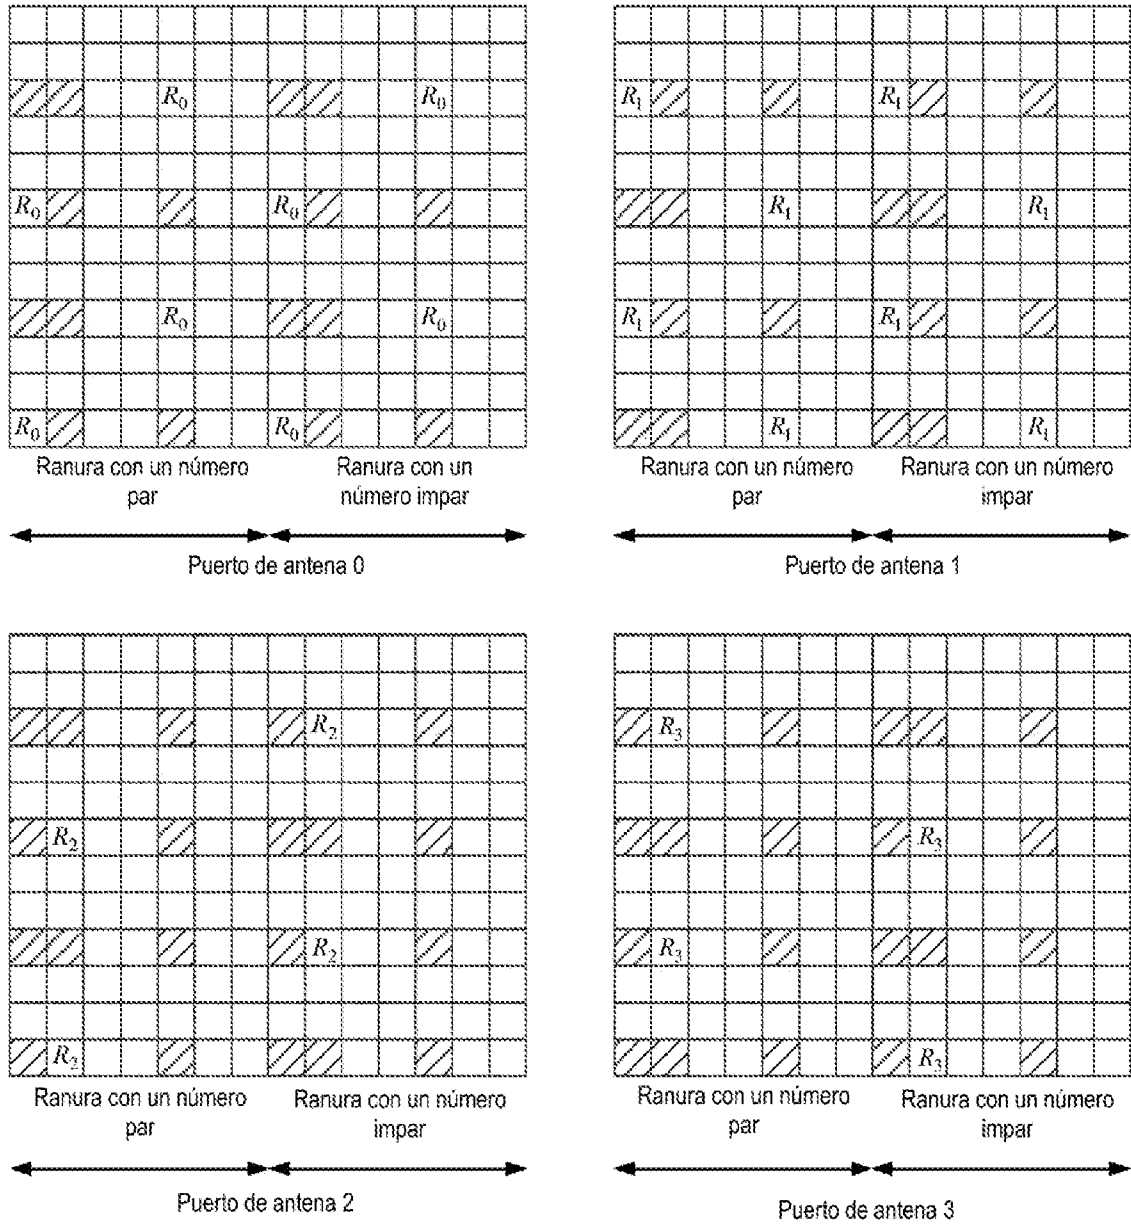 R₀ R₀
R₀ R₀
R₀ R₀
R₀ R₀
Ranura con un número par
Ranura con un número impar
Puerto de antena 0
R₁ R₁
R₁ R₁
R₁ R₁
R₁ R₁
Ranura con un número par
Ranura con un número impar
Puerto de antena 1
R₂
R₂
R₂
R₂
Ranura con un número par
Ranura con un número impar
Puerto de antena 2
R₃
R₃
R₃
R₃
Ranura con un número par
Ranura con un número impar
Puerto de antena 3